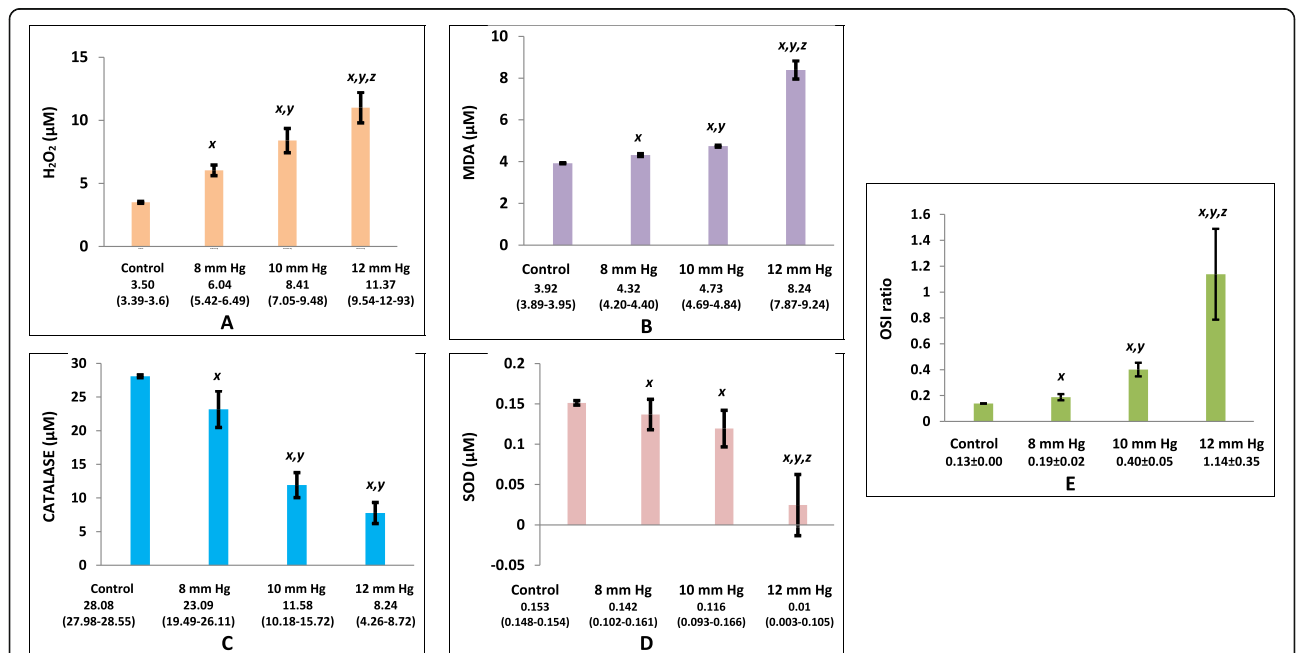 15
10
5
0
H₂O₂ (µM)
x
x,y
x,y,z
Control 8 mm Hg 10 mm Hg 12 mm Hg
3.50 6.04 8.41 11.37
(3.39-3.6) (5.42-6.49) (7.05-9.48) (9.54-12-93)
A
10
8
6
4
2
0
MDA (µM)
x
x,y
x,y,z
Control 8 mm Hg 10 mm Hg 12 mm Hg
3.92 4.32 4.73 8.24
(3.89-3.95) (4.20-4.40) (4.69-4.84) (7.87-9.24)
B
30
25
20
15
10
5
0
CATALASE (µM)
x
x,y
x,y
Control 8 mm Hg 10 mm Hg 12 mm Hg
28.08 23.09 11.58 8.24
(27.98-28.55) (19.49-26.11) (10.18-15.72) (4.26-8.72)
C
0.2
0.15
0.1
0.05
0
-0.05
SOD (µM)
x
x
x,y,z
Control 8 mm Hg 10 mm Hg 12 mm Hg
0.153 0.142 0.116 0.01
(0.148-0.154) (0.102-0.161) (0.093-0.166) (0.003-0.105)
D
1.6
1.4
1.2
1
0.8
0.6
0.4
0.2
0
OSI ratio
x
x,y
x,y,z
Control 8 mm Hg 10 mm Hg 12 mm Hg
0.13±0.00 0.19±0.02 0.40±0.05 1.14±0.35
E